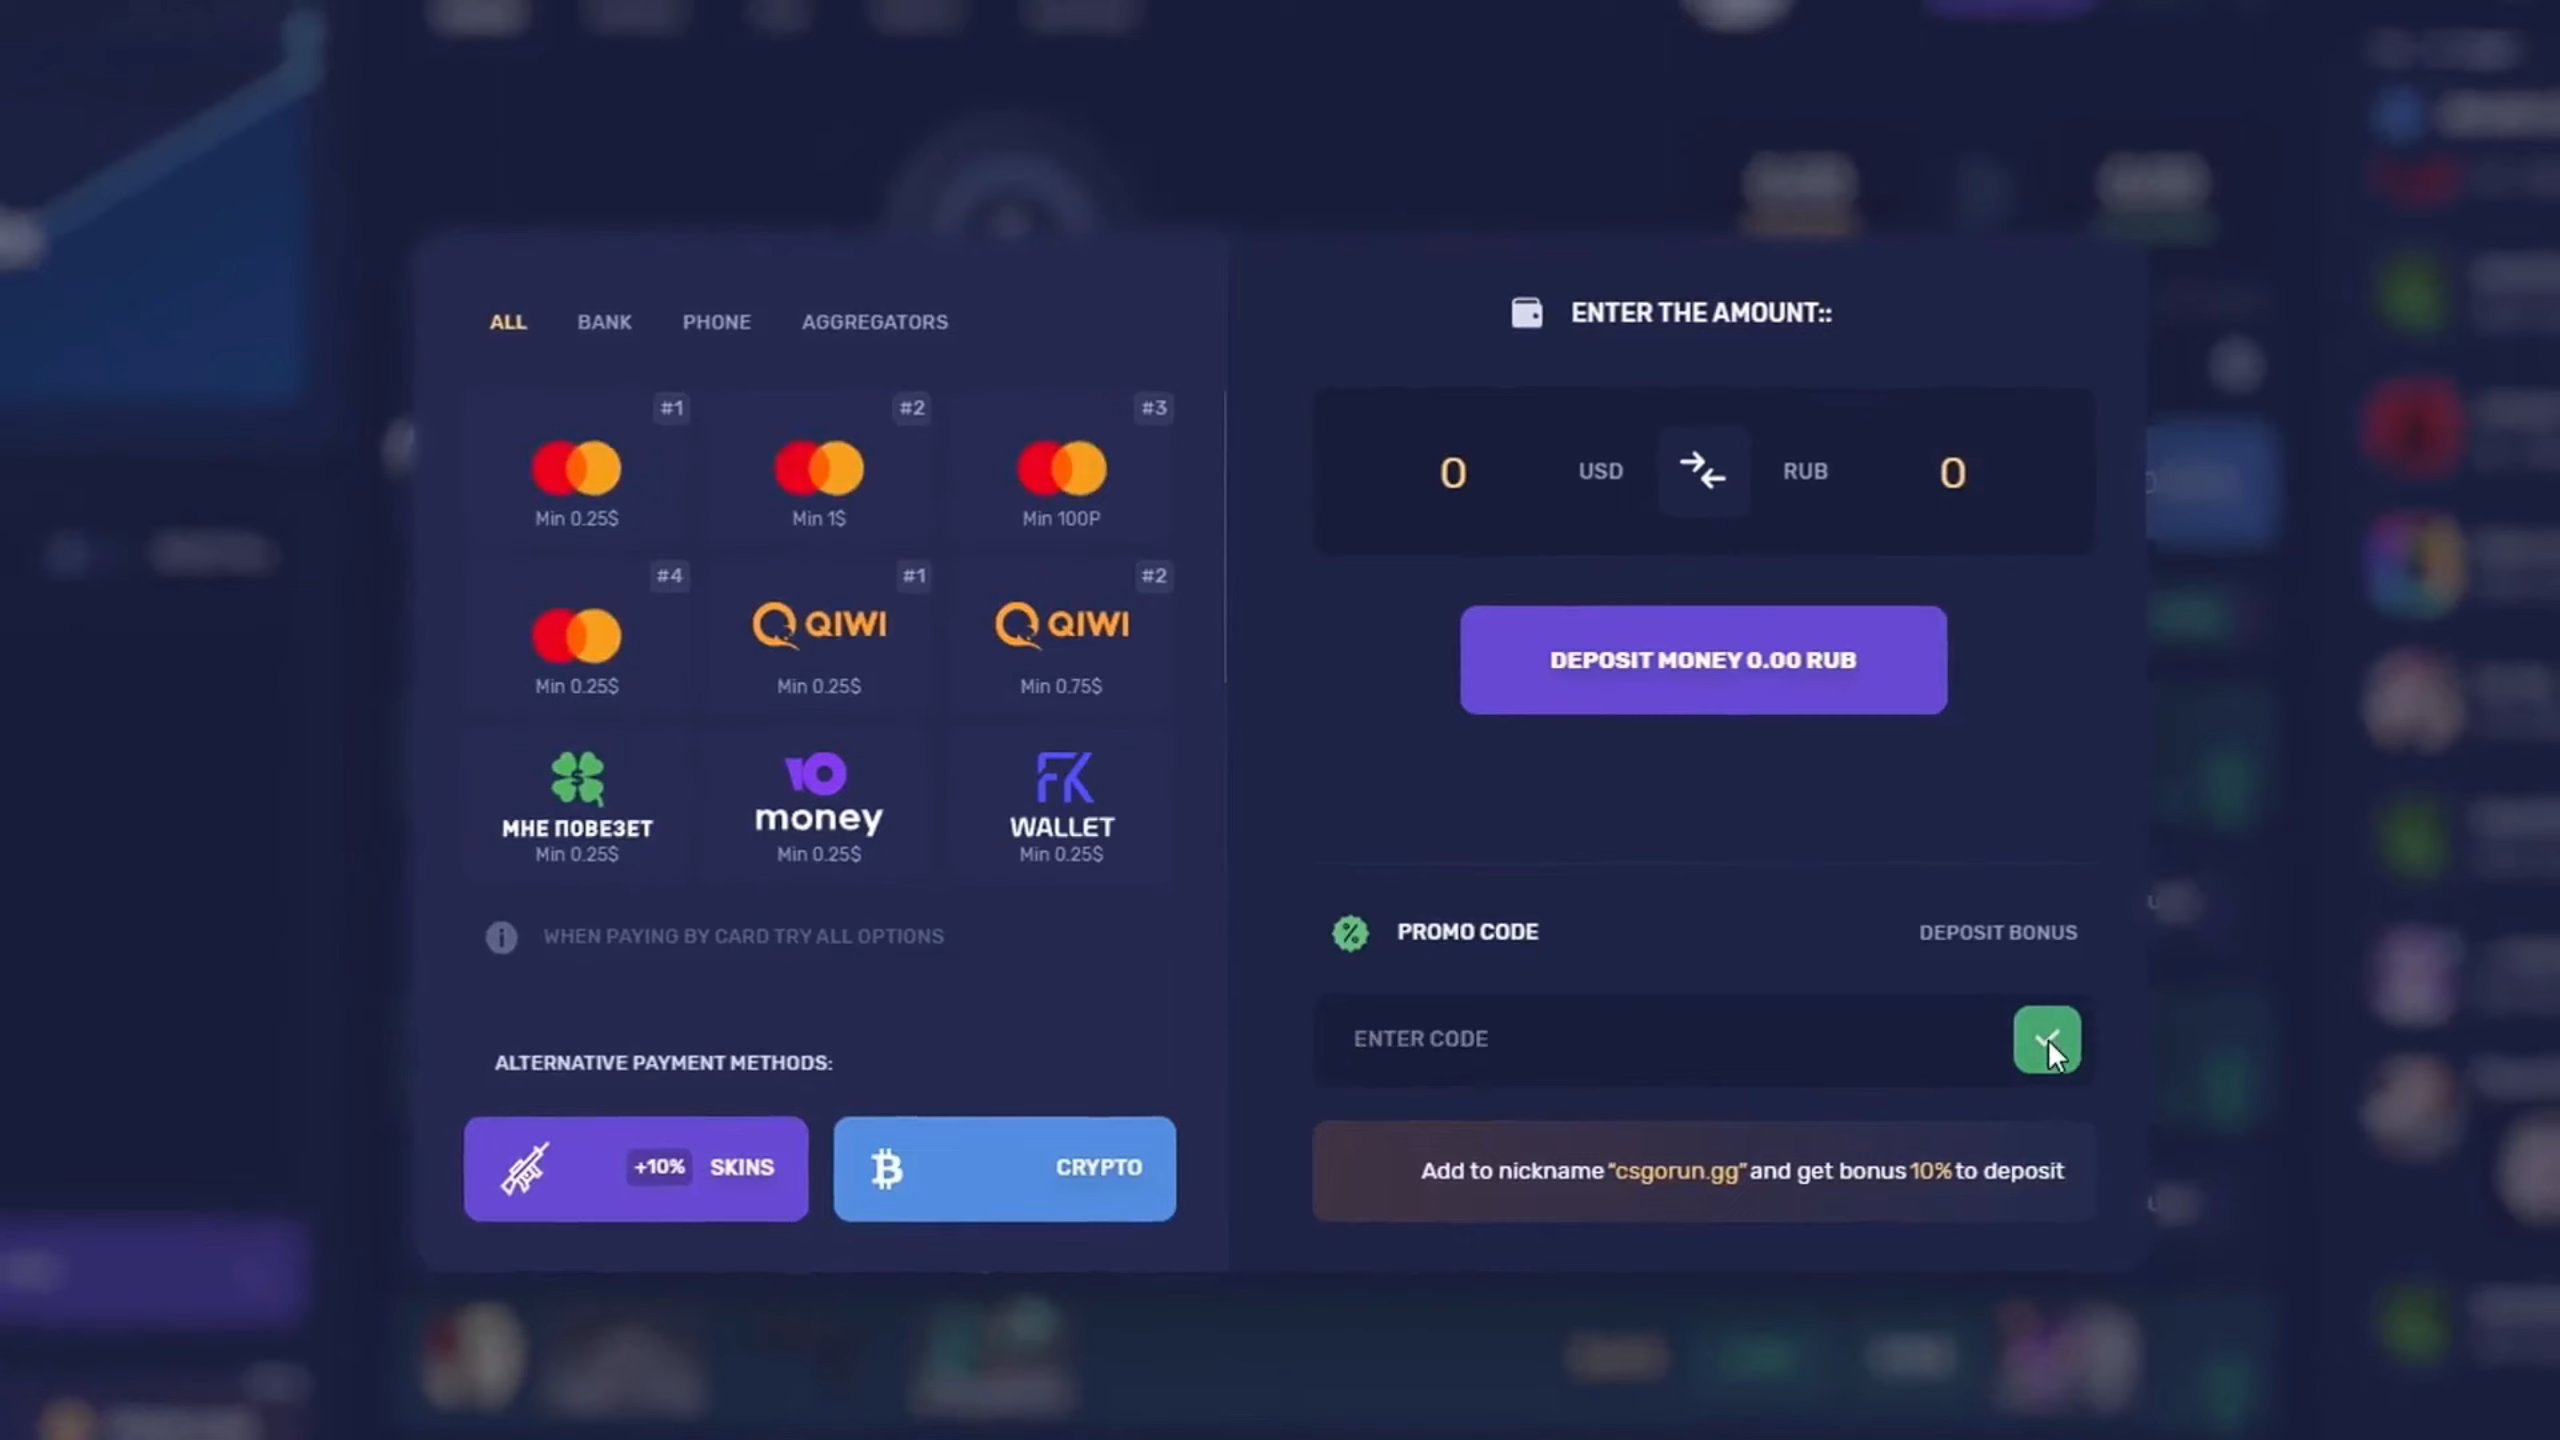 ALL BANK PHONE AGGREGATORS
#1 #2 #3
Min 0.25$ Min 1$ Min 100P
#4 #1 #2
QIWI QIWI
Min 0.25$ Min 0.25$ Min 0.75$
МНЕ ПОВЕЗЕТ Ю money FK WALLET
Min 0.25$ Min 0.25$ Min 0.25$
WHEN PAYING BY CARD TRY ALL OPTIONS
ALTERNATIVE PAYMENT METHODS:
+10% SKINS CRYPTO
ENTER THE AMOUNT::
0 USD RUB 0
DEPOSIT MONEY 0.00 RUB
PROMO CODE DEPOSIT BONUS
ENTER CODE
Add to nickname "csgorun.gg" and get bonus 10% to deposit